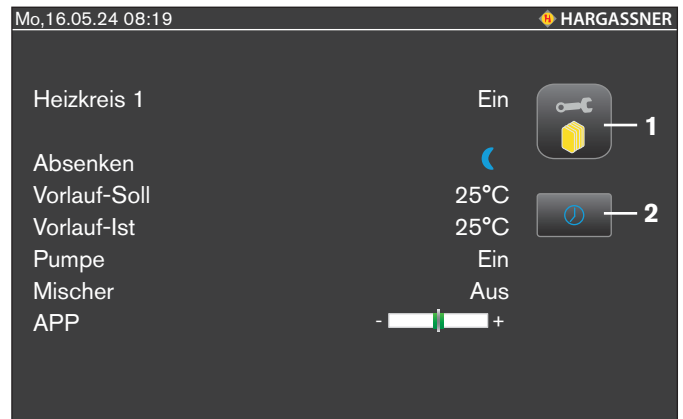 Mo,16.05.24 08:19 H HARGASSNER
Heizkreis 1 Ein
1
Absenken
Vorlauf-Soll 25°C
2
Vorlauf-Ist 25°C
Pumpe Ein
Mischer Aus
APP - +